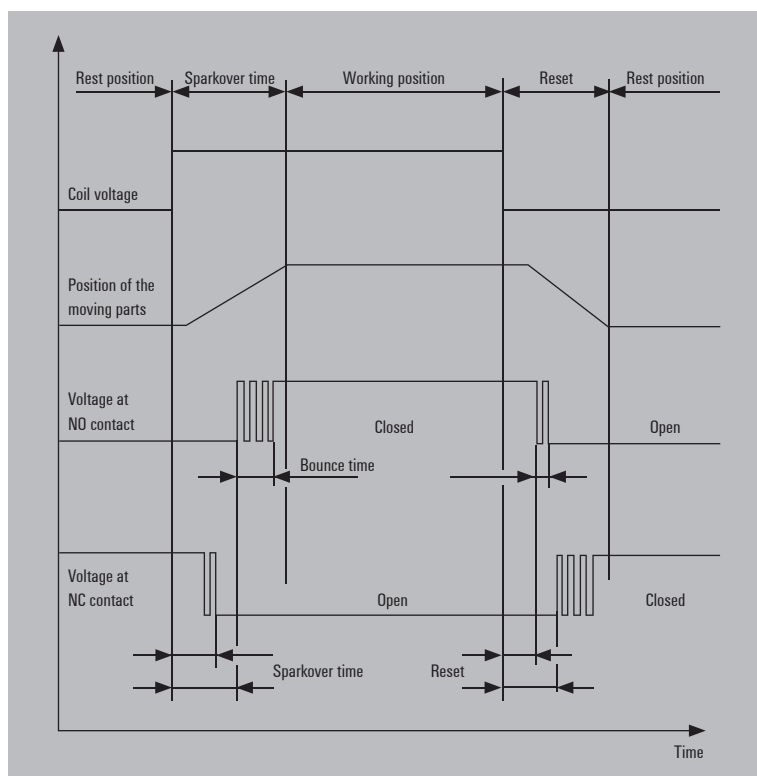 Rest position
Sparkover time
Working position
Reset
Rest position
Coil voltage
Position of the
moving parts
Voltage at
NO contact
Closed
Open
Bounce time
Voltage at
NC contact
Open
Closed
Sparkover time
Reset
Time